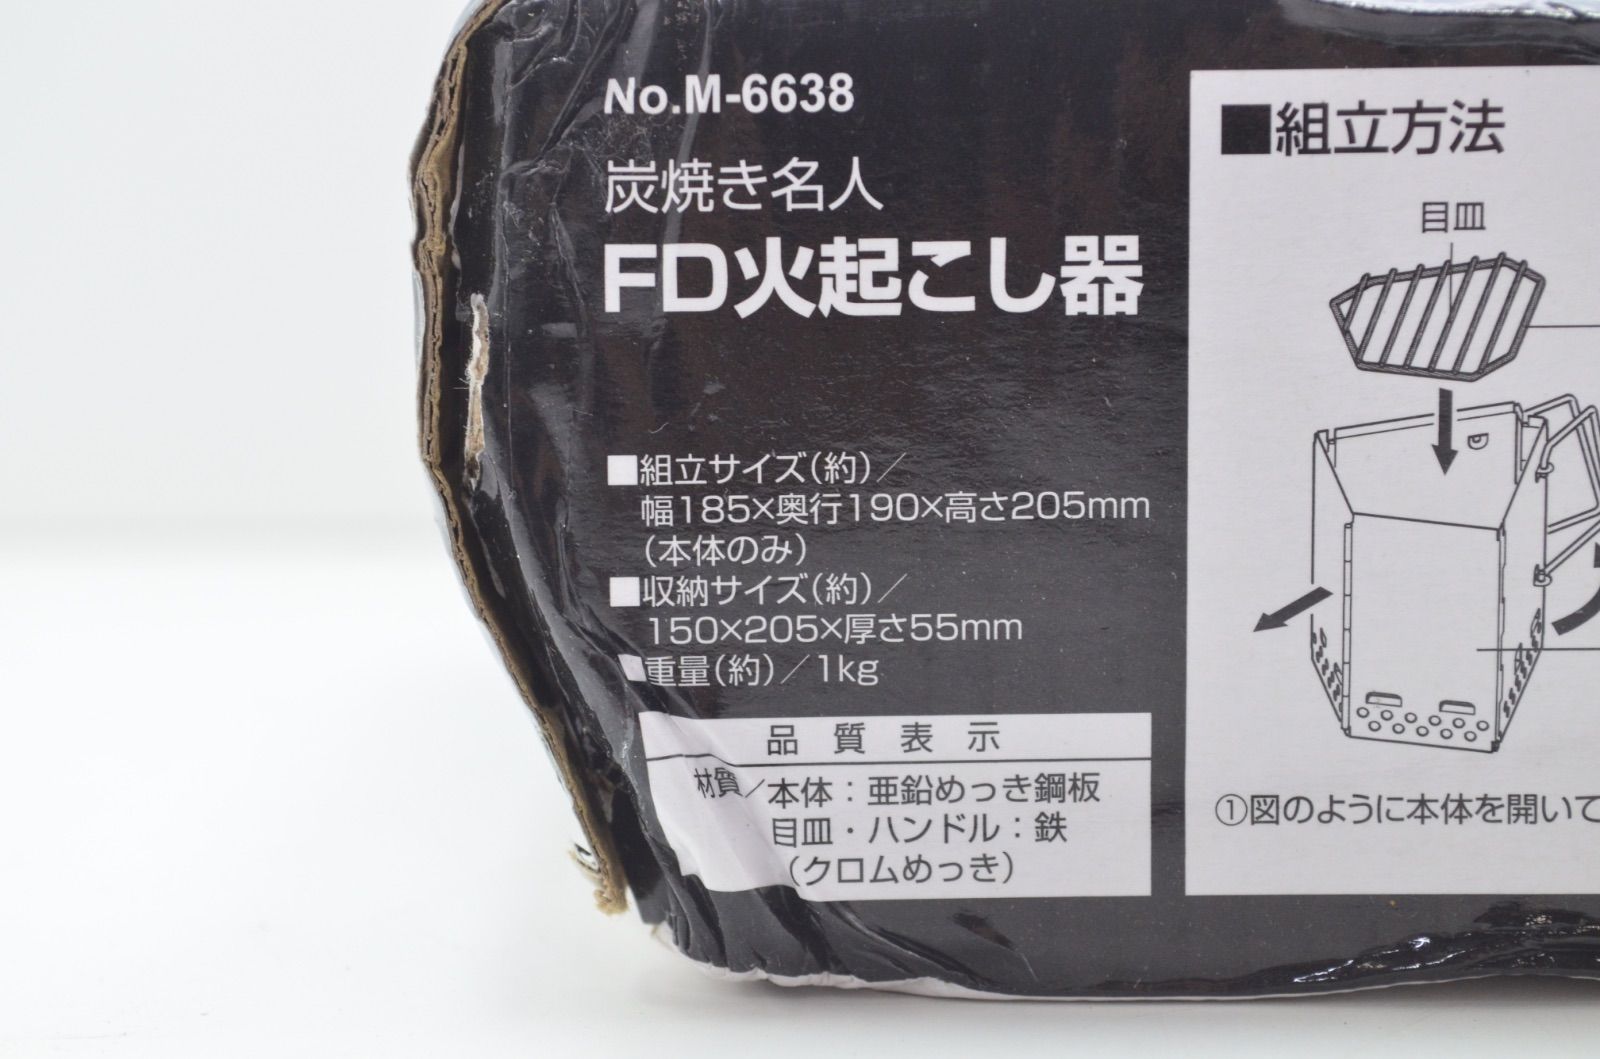 No.M-6638
炭焼き名人
FD火起こし器
■組立サイズ(約)/
幅185×奥行190×高さ205mm
(本体のみ)
■収納サイズ(約)/
150×205×厚さ55mm
■重量(約)/1kg
品質表示
材質/本体:亜鉛めっき鋼板
目皿・ハンドル:鉄
(クロムめっき)
■組立方法
目皿
①図のように本体を開いて